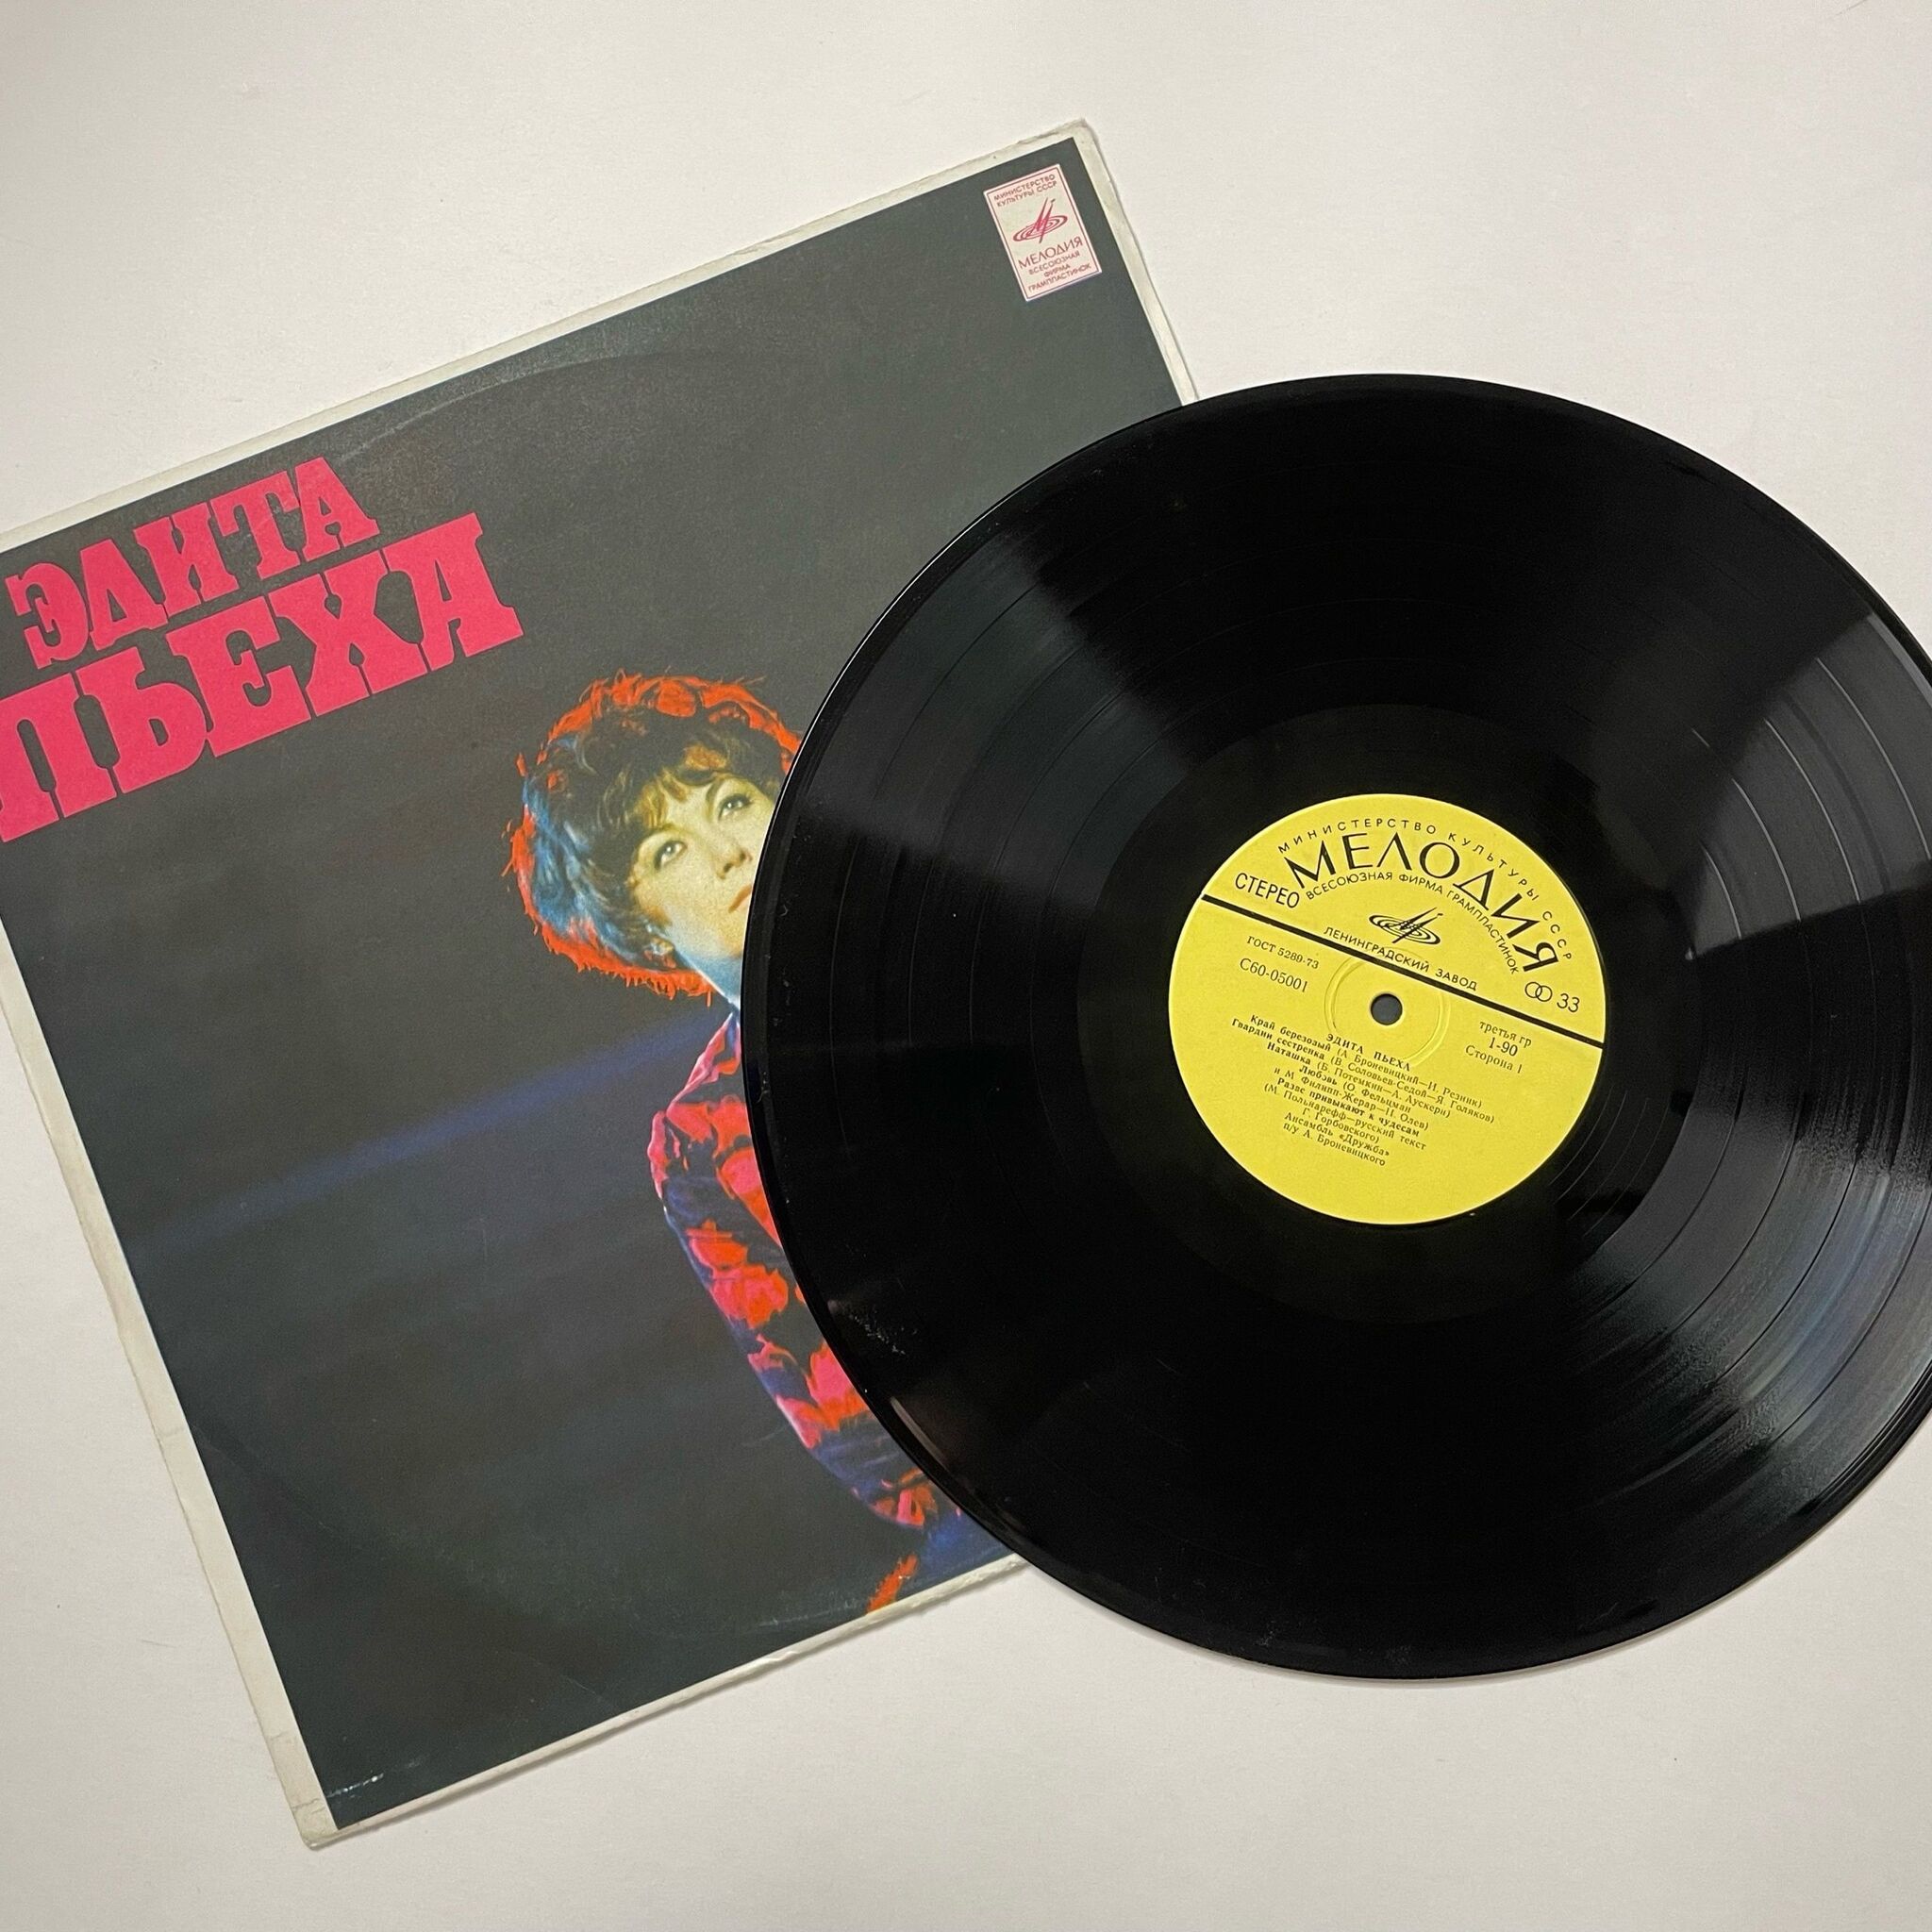 МИНИСТЕРСТВО
КУЛЬТУРЫ СССР
МЕЛОДИЯ
ВСЕСОЮЗНАЯ
ФИРМА
ГРАМПЛАСТИНОК
ЭДИТА
ПЬЕХА
МИНИСТЕРСТВО КУЛЬТУРЫ СССР
МЕЛОДИЯ
ВСЕСОЮЗНАЯ ФИРМА ГРАМПЛАСТИНОК
СТЕРЕО
ЛЕНИНГРАДСКИЙ ЗАВОД
33
ГОСТ 5289-73
С60-05001
третья гр
1-90
Сторона 1
ЭДИТА ПЬЕХА
Край березовый (А. Броневицкий—И. Резник)
Гвардии сестренка (В. Соловьев-Седой—Я. Голяков)
Наташка (Б. Потемкин—А. Аускерн)
Любовь (О. Фельцман
и М. Филипп-Жерар—Н. Олев)
Разве привыкают к чудесам
(М. Польнарефф—русский текст
Г. Горбовского)
Ансамбль «Дружба»
п/у А. Броневицкого